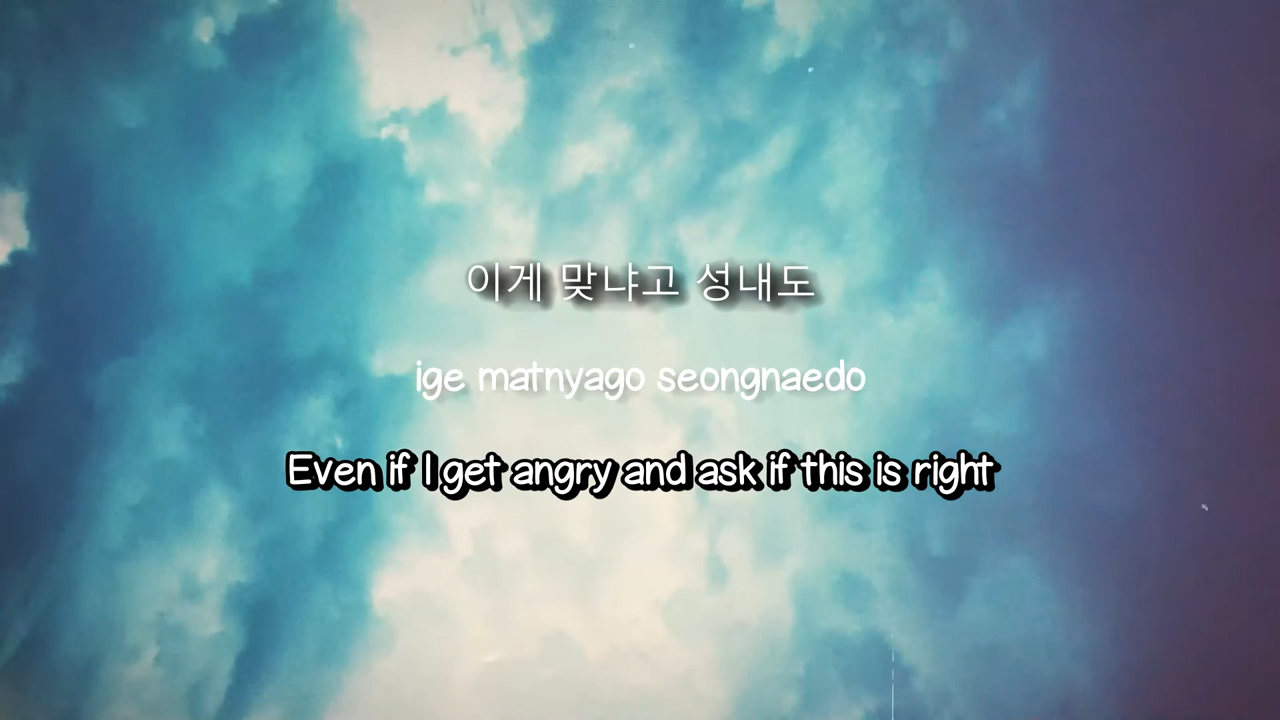 이게 맞냐고 성내도
ige matnyago seongnaedo
Even if I get angry and ask if this is right